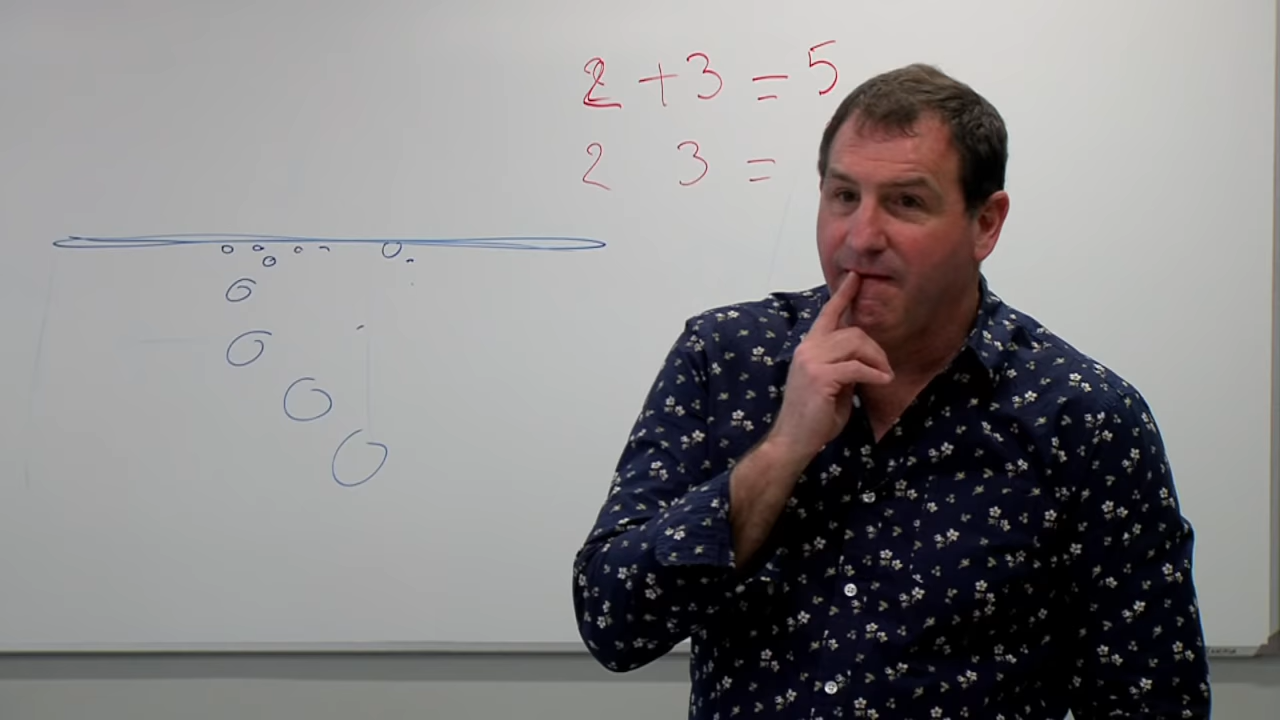 2 + 3 = 5
2 3 =